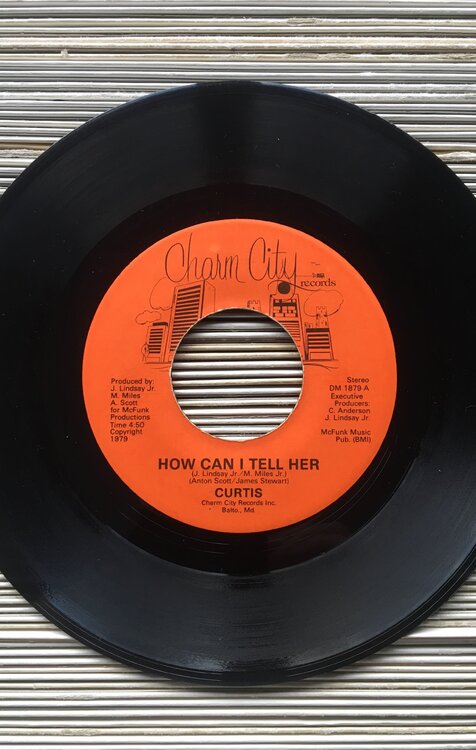 Charm City
records
Produced by:
J. Lindsay Jr.
M. Miles
A. Scott
for McFunk
Productions
Time 4:50
Copyright
1979
Stereo
DM 1879 A
Executive
Producers:
C. Anderson
J. Lindsay Jr.
McFunk Music
Pub. (BMI)
HOW CAN I TELL HER
(J. Lindsay Jr./M. Miles Jr.)
(Anton Scott/James Stewart)
CURTIS
Charm City Records Inc.
Balto., Md.